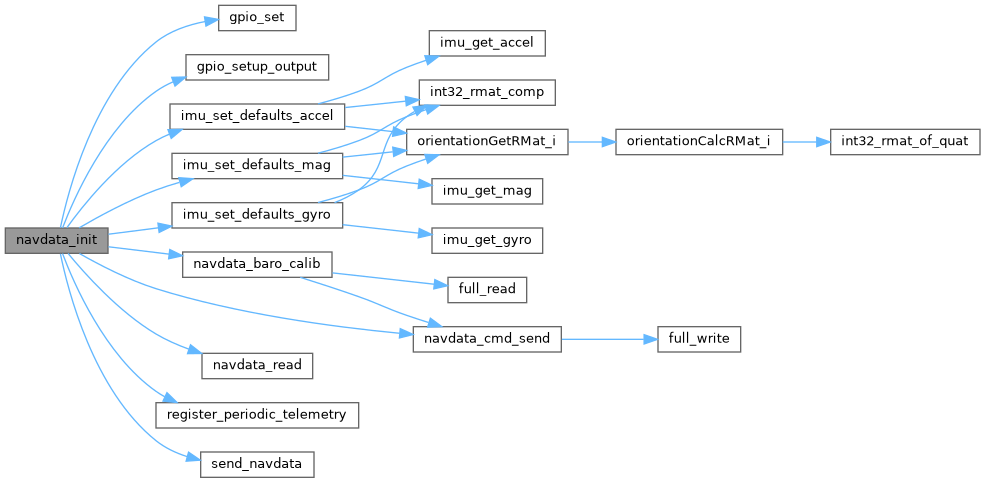 gpio_set
imu_get_accel
gpio_setup_output
int32_rmat_comp
imu_set_defaults_accel
orientationGetRMat_i
orientationCalcRMat_i
int32_rmat_of_quat
imu_set_defaults_mag
imu_get_mag
imu_set_defaults_gyro
navdata_init
imu_get_gyro
navdata_baro_calib
full_read
navdata_cmd_send
full_write
navdata_read
register_periodic_telemetry
send_navdata